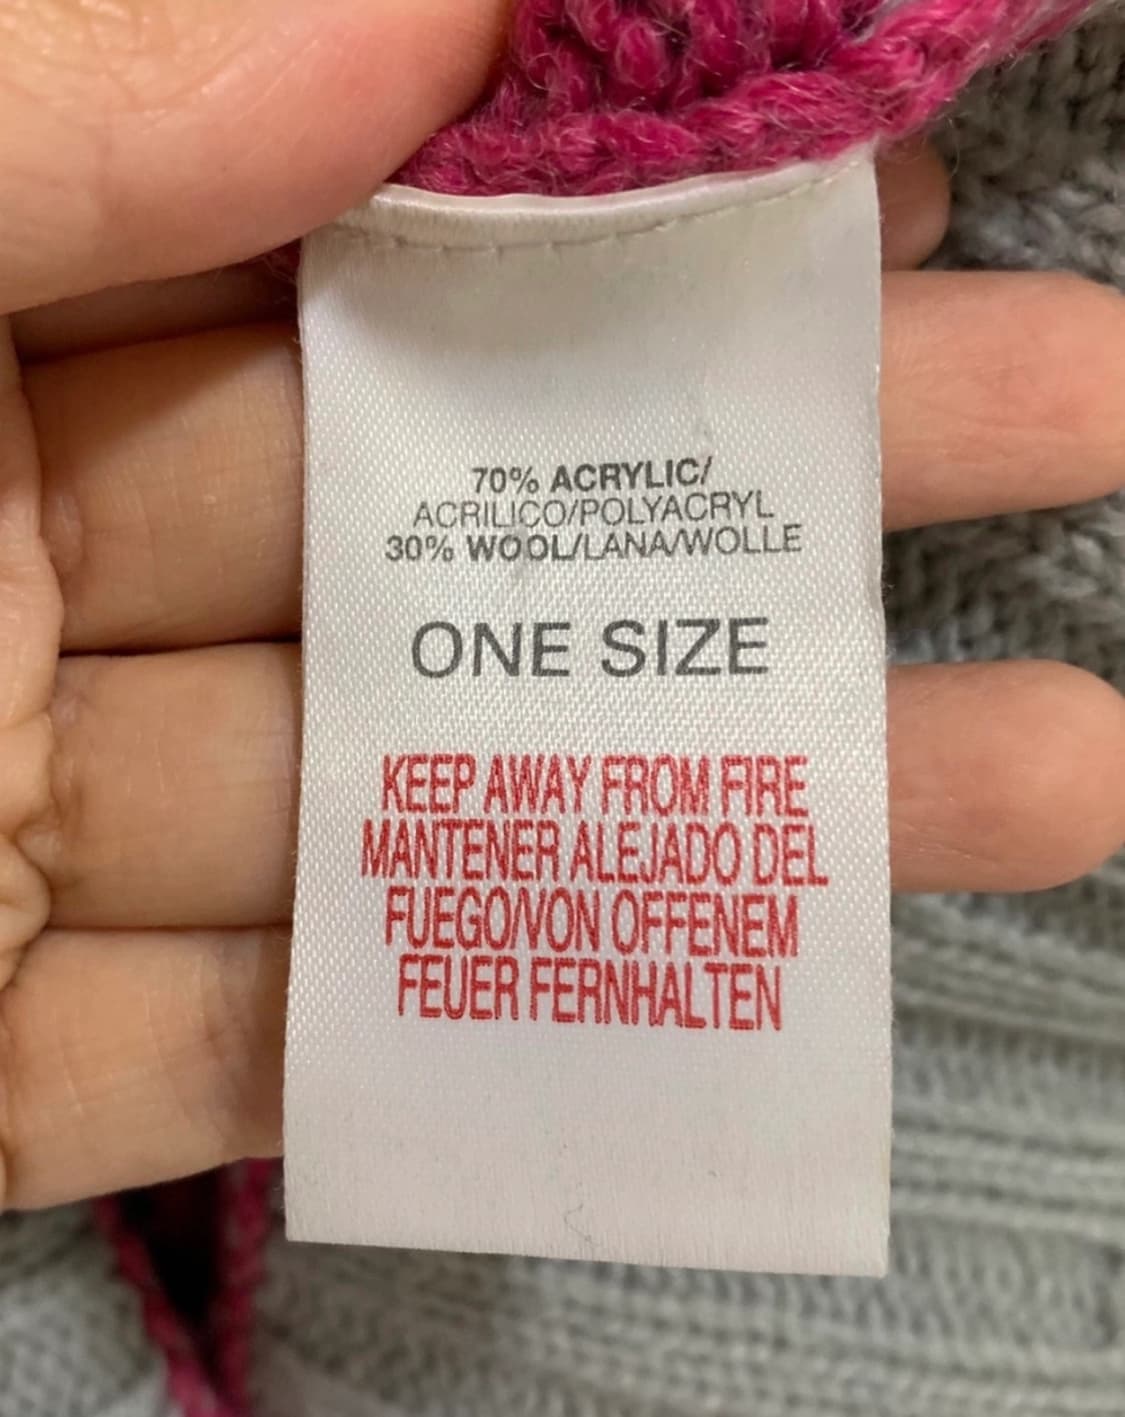 70% ACRYLIC/
ACRILICO/POLYACRYL
30% WOOL/LANA/WOLLE
ONE SIZE
KEEP AWAY FROM FIRE
MANTENER ALEJADO DEL
FUEGO/VON OFFENEM
FEUER FERNHALTEN